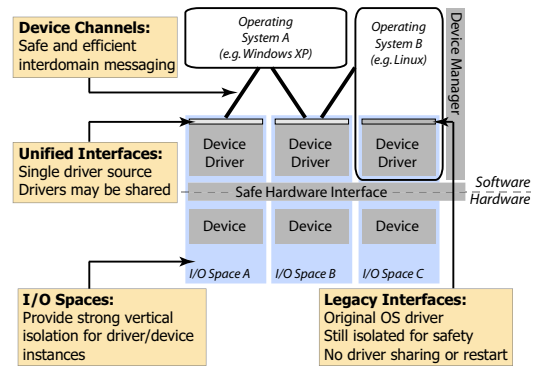 Device Channels:
Safe and efficient
interdomain messaging
Operating
System A
(e.g. Windows XP)
Operating
System B
(e.g. Linux)
Device Manager
Unified Interfaces:
Single driver source
Drivers may be shared
Device
Driver
Device
Driver
Device
Driver
Safe Hardware Interface
Software
Hardware
Device
Device
Device
I/O Space A
I/O Space B
I/O Space C
I/O Spaces:
Provide strong vertical
isolation for driver/device
instances
Legacy Interfaces:
Original OS driver
Still isolated for safety
No driver sharing or restart